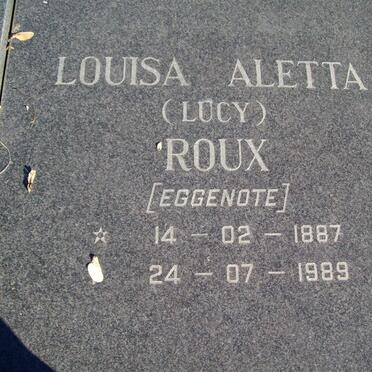 LOUISA ALETTA
(LUCY)
ROUX
[EGGENOTE]
☆ 14 - 02 - 1887
24 - 07 - 1989